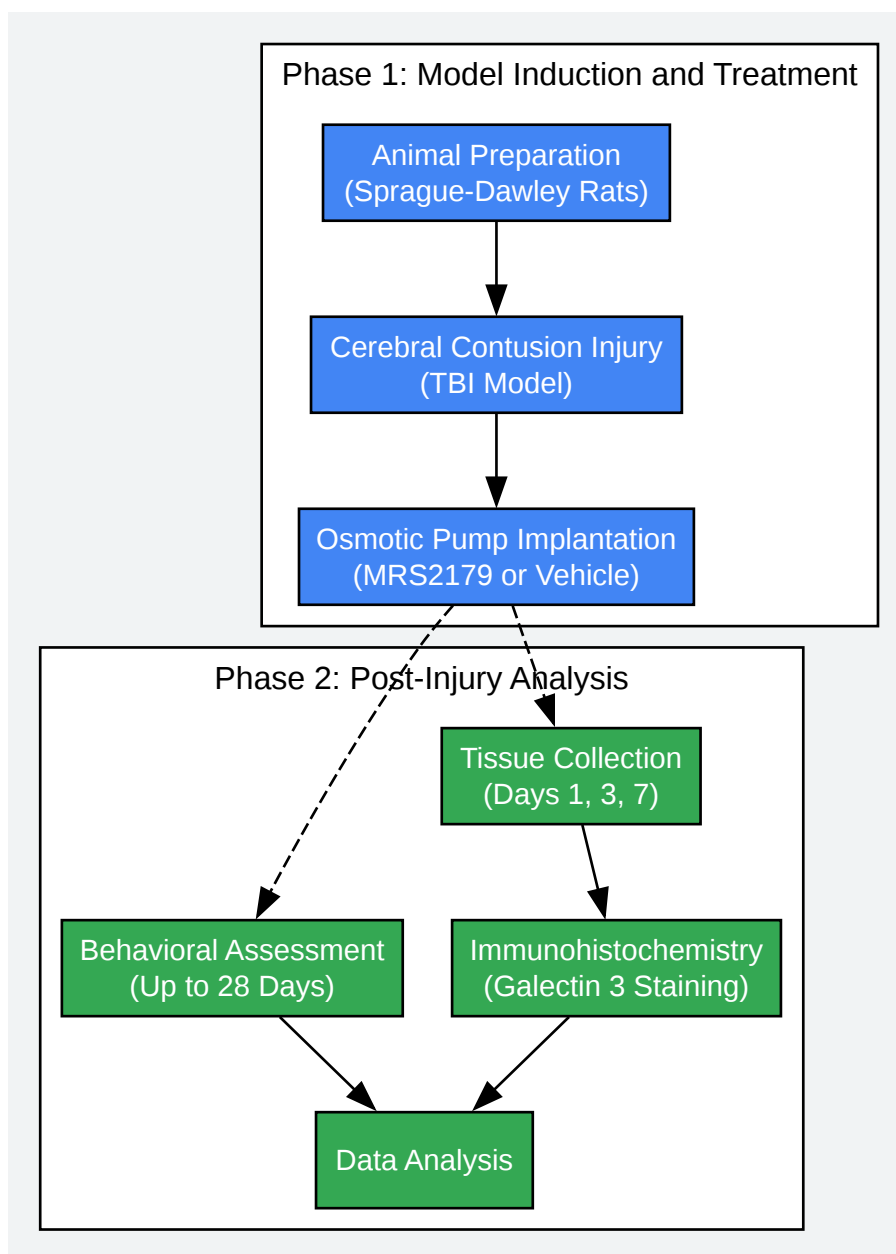 Phase 1: Model Induction and Treatment
Animal Preparation
(Sprague-Dawley Rats)
Cerebral Contusion Injury
(TBI Model)
Osmotic Pump Implantation
(MRS2179 or Vehicle)
Phase 2: Post-Injury Analysis
Tissue Collection
(Days 1, 3, 7)
Behavioral Assessment
(Up to 28 Days)
Immunohistochemistry
(Galectin 3 Staining)
Data Analysis